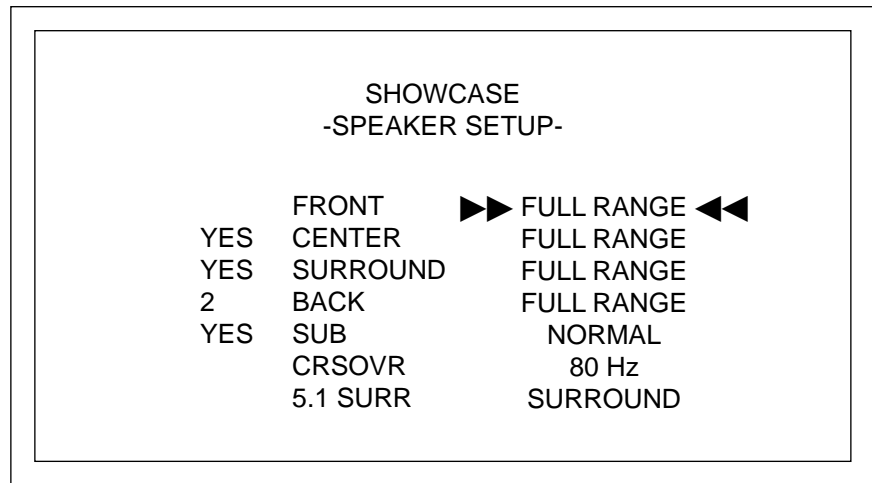 SHOWCASE
-SPEAKER SETUP-
FRONT ▶▶ FULL RANGE ◀◀
YES CENTER FULL RANGE
YES SURROUND FULL RANGE
2 BACK FULL RANGE
YES SUB NORMAL
CRSOVR 80 Hz
5.1 SURR SURROUND